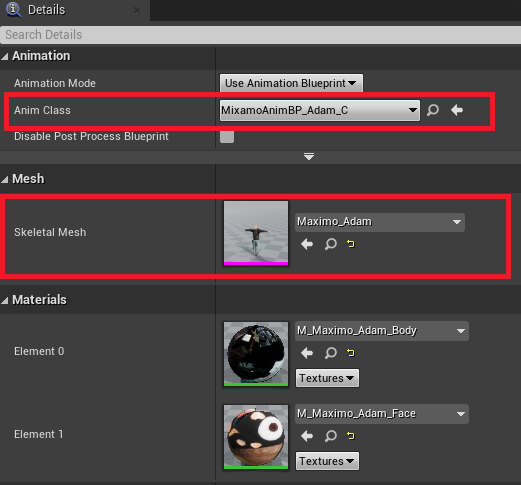 Details
Search Details
Animation
Animation Mode
Use Animation Blueprint
Anim Class
MixamoAnimBP_Adam_C
Disable Post Process Blueprint
Mesh
Skeletal Mesh
Maximo_Adam
Materials
Element 0
M_Maximo_Adam_Body
Textures
Element 1
M_Maximo_Adam_Face
Textures